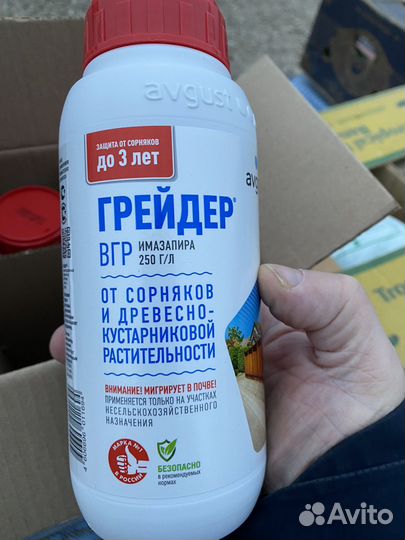 avgust
ЗАЩИТА ОТ СОРНЯКОВ
ДО 3 ЛЕТ
ГРЕЙДЕР®
ВГР
ИМАЗАПИРА
250 Г/Л
ОТ СОРНЯКОВ
И ДРЕВЕСНО-
КУСТАРНИКОВОЙ
РАСТИТЕЛЬНОСТИ
ВНИМАНИЕ! МИГРИРУЕТ В ПОЧВЕ!
ПРИМЕНЯЕТСЯ ТОЛЬКО НА УЧАСТКАХ
НЕСЕЛЬСКОХОЗЯЙСТВЕННОГО
НАЗНАЧЕНИЯ
МАРКА №1
В РОССИИ
БЕЗОПАСНО
в рекомендуемых
нормах
Avito